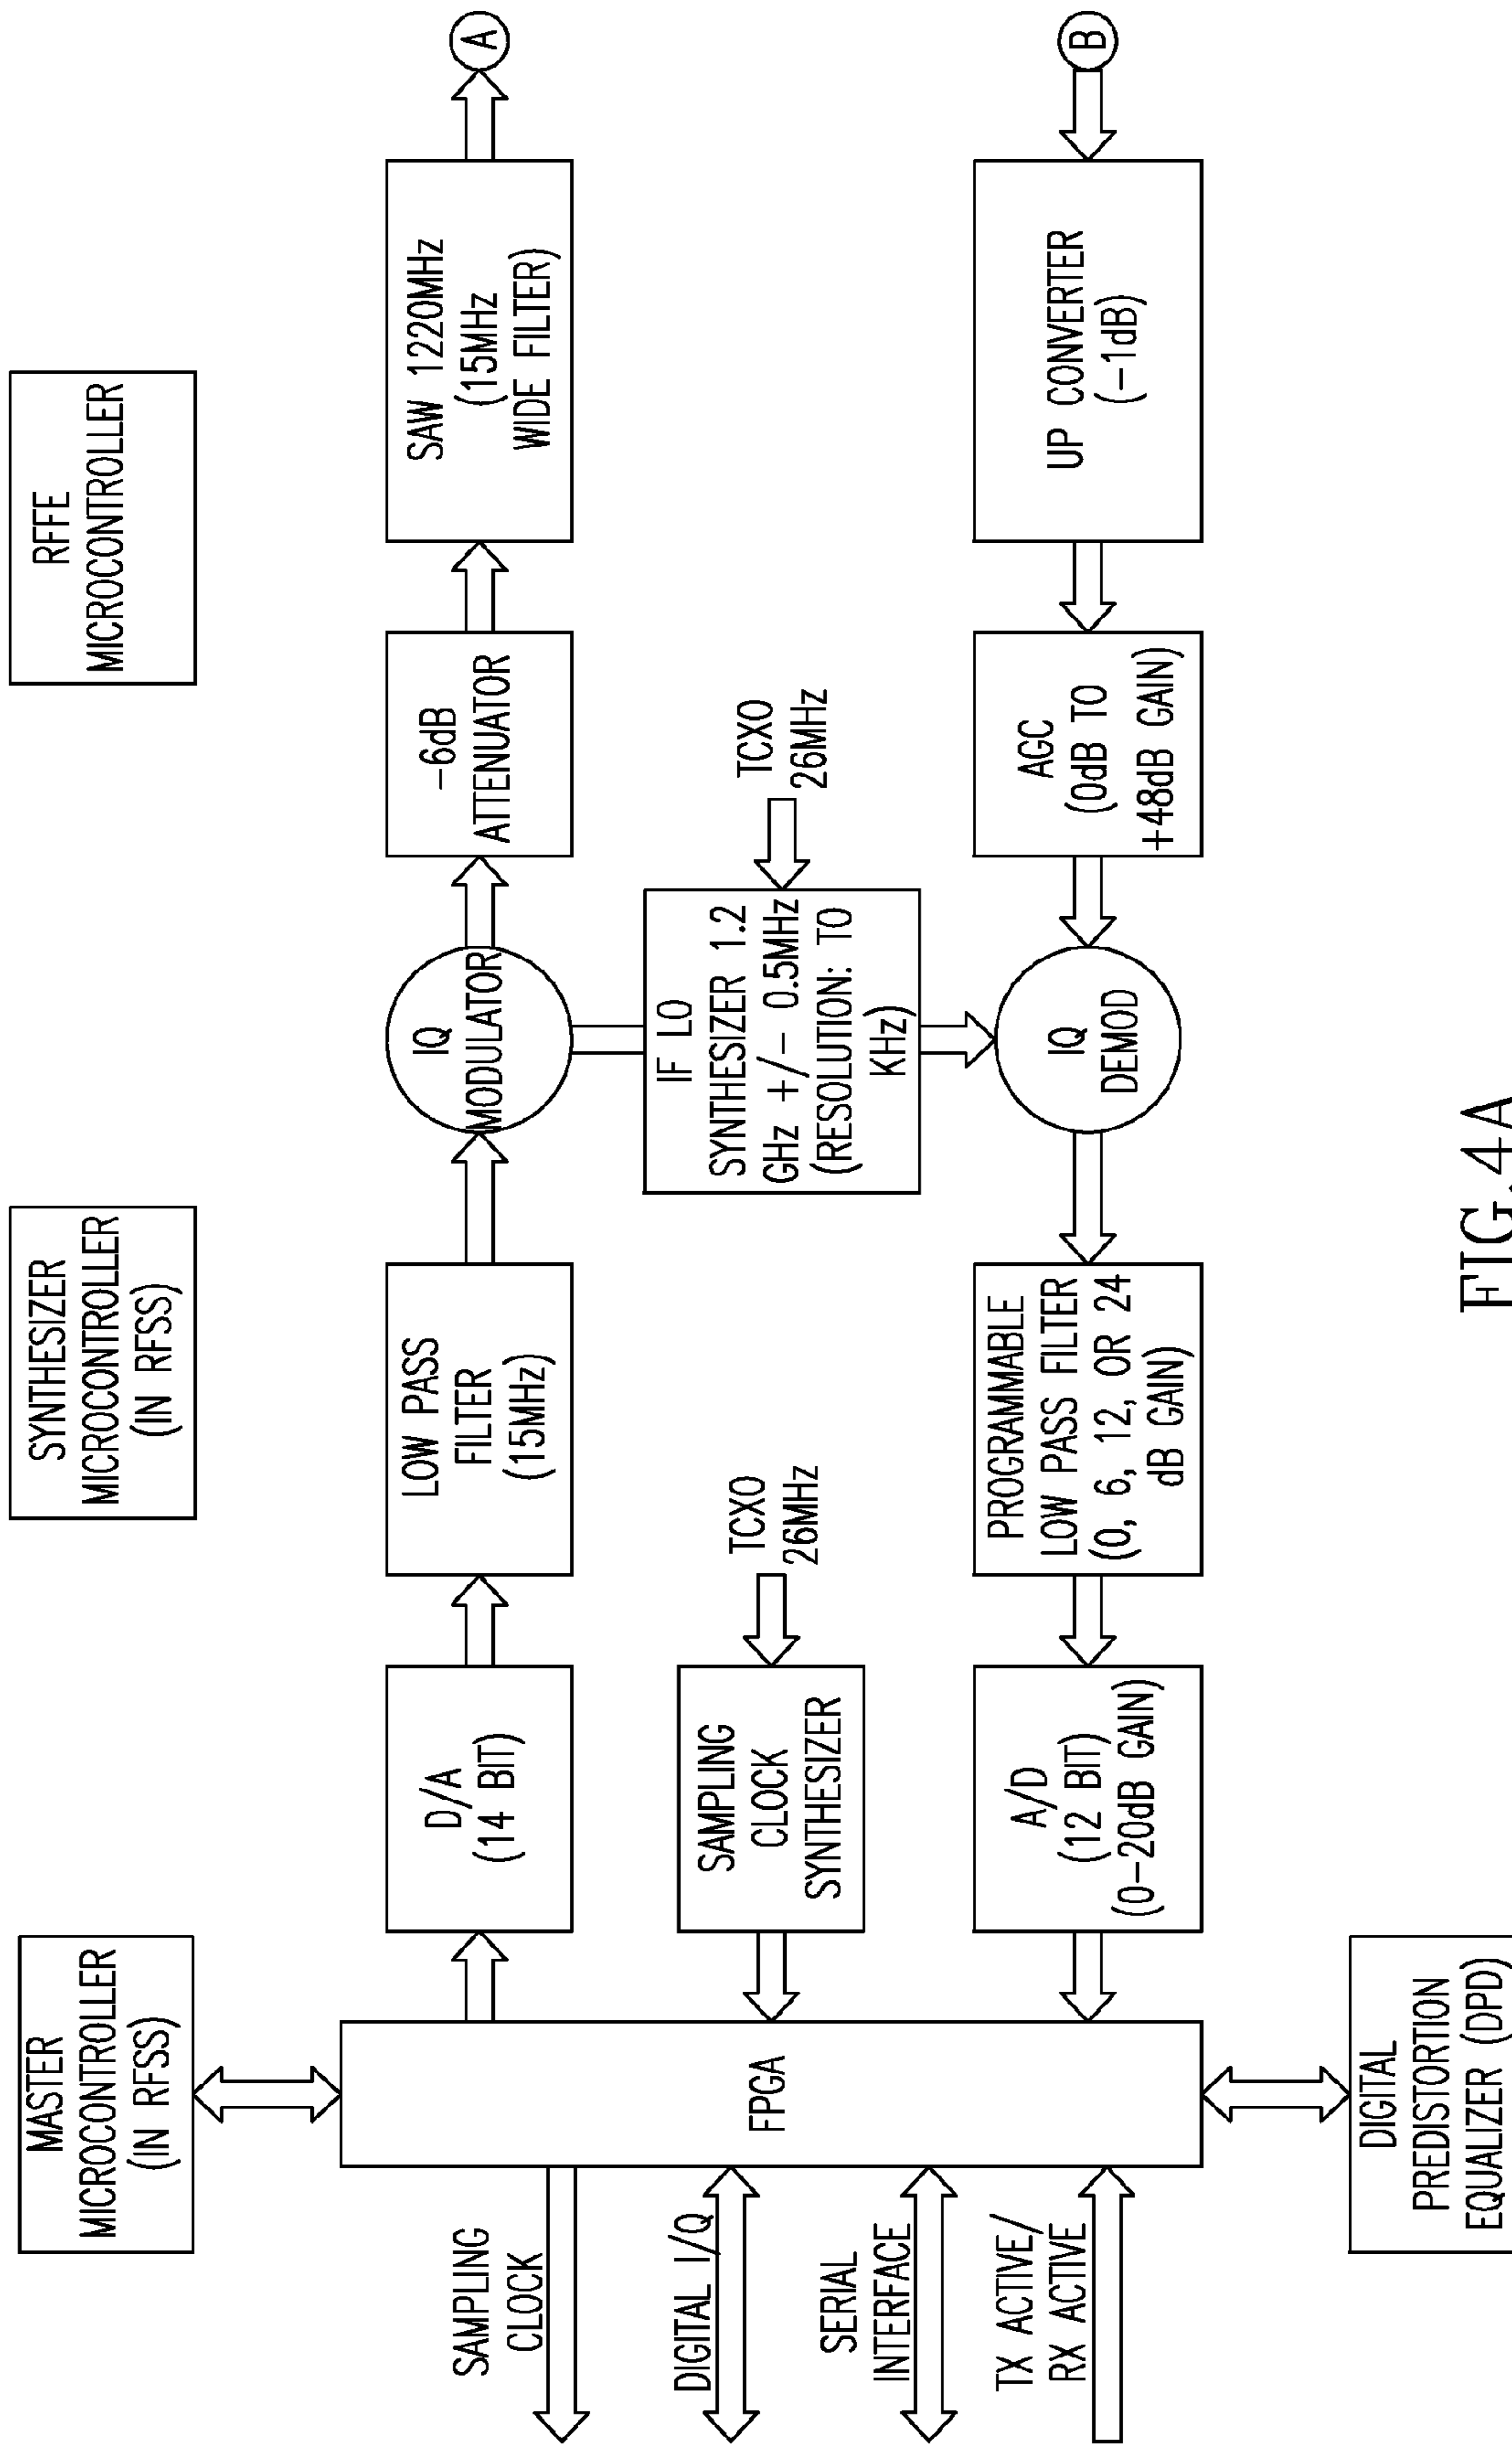 MASTER
MICROCONTROLLER
(IN RFSS)
SYNTHESIZER
MICROCONTROLLER
(IN RFSS)
RFFE
MICROCONTROLLER
SAMPLING
CLOCK
DIGITAL I/Q
SERIAL
INTERFACE
TX ACTIVE/
RX ACTIVE
FPGA
D/A
(14 BIT)
LOW PASS
FILTER
(15MHz)
IQ
MODULATOR
-6dB
ATTENUATOR
SAW 1220MHz
(15MHz
WIDE FILTER)
A
SAMPLING
CLOCK
SYNTHESIZER
TCXO
26MHz
IF LO
SYNTHESIZER 1.2
GHz +/- 0.5MHz
(RESOLUTION: TO
KHz)
TCXO
26MHz
A/D
(12 BIT)
(0-20dB GAIN)
PROGRAMMABLE
LOW PASS FILTER
(0, 6, 12, OR 24
dB GAIN)
IQ
DEMOD
AGC
(0dB TO
+48dB GAIN)
UP CONVERTER
(-1dB)
B
DIGITAL
PREDISTORTION
EQUALIZER (DPD)
FIG.4A